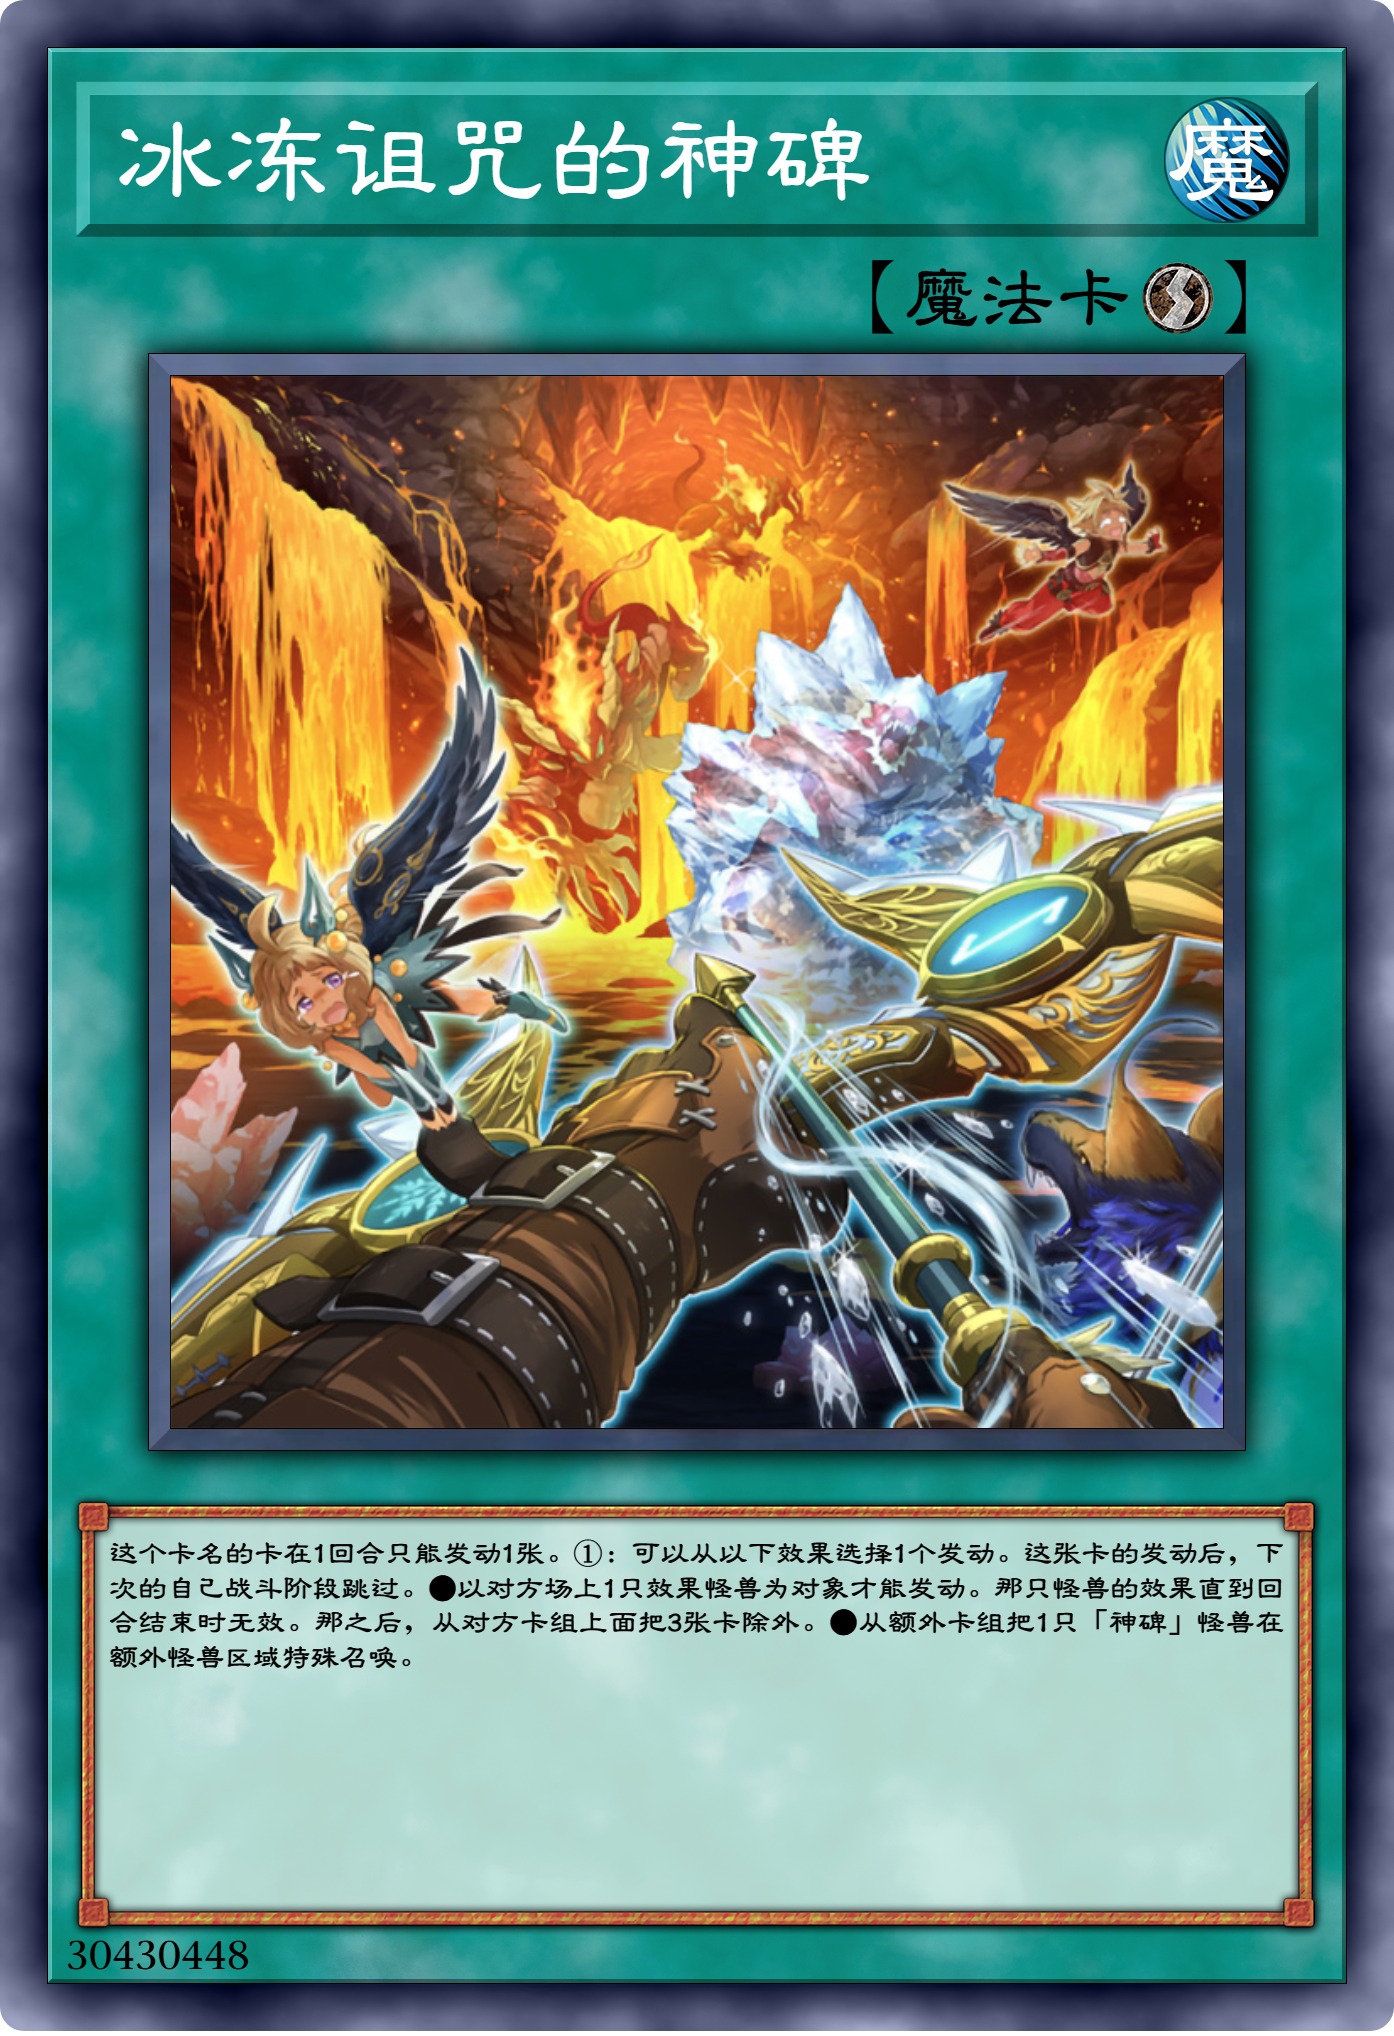 冰冻诅咒的神碑
魔
【魔法卡】
这个卡名的卡在1回合只能发动1张。①：可以从以下效果选择1个发动。这张卡的发动后，下
次的自己战斗阶段跳过。●以对方场上1只效果怪兽为对象才能发动。那只怪兽的效果直到回
合结束时无效。那之后，从对方卡组上面把3张卡除外。●从额外卡组把1只「神碑」怪兽在
额外怪兽区域特殊召唤。
30430448